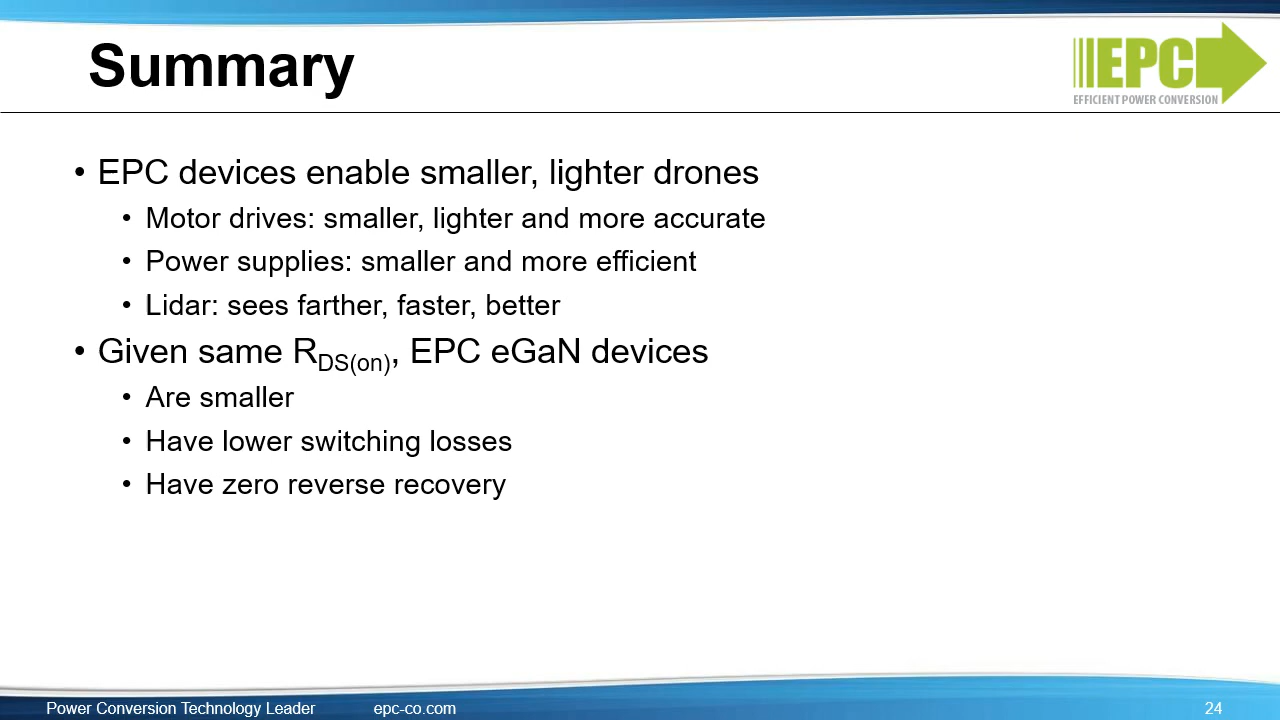 Summary
EPC
EFFICIENT POWER CONVERSION
• EPC devices enable smaller, lighter drones
• Motor drives: smaller, lighter and more accurate
• Power supplies: smaller and more efficient
• Lidar: sees farther, faster, better
• Given same RDS(on), EPC eGaN devices
• Are smaller
• Have lower switching losses
• Have zero reverse recovery
Power Conversion Technology Leader epc-co.com 24